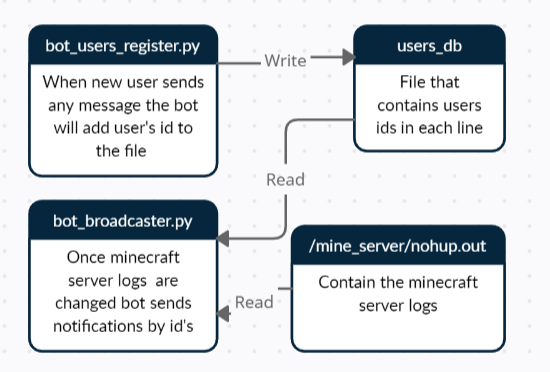 bot_users_register.py
When new user sends
any message the bot
will add user's id to
the file
Write
users_db
File that
contains users
ids in each line
Read
bot_broadcaster.py
Once minecraft
server logs are
changed bot sends
notifications by id's
Read
/mine_server/nohup.out
Contain the minecraft
server logs